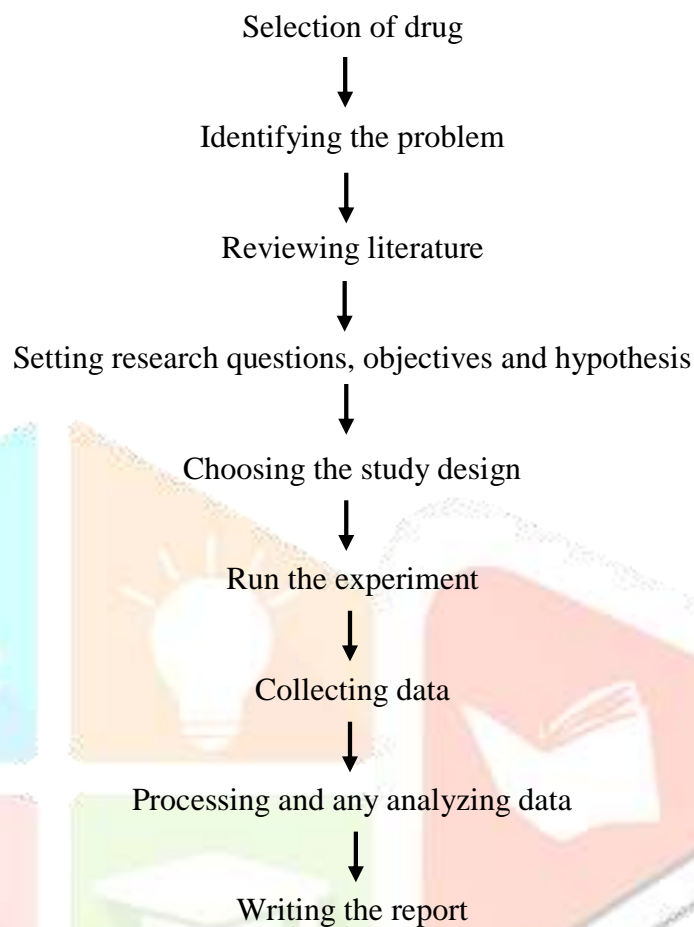 Selection of drug
Identifying the problem
Reviewing literature
Setting research questions, objectives and hypothesis
Choosing the study design
Run the experiment
Collecting data
Processing and any analyzing data
Writing the report